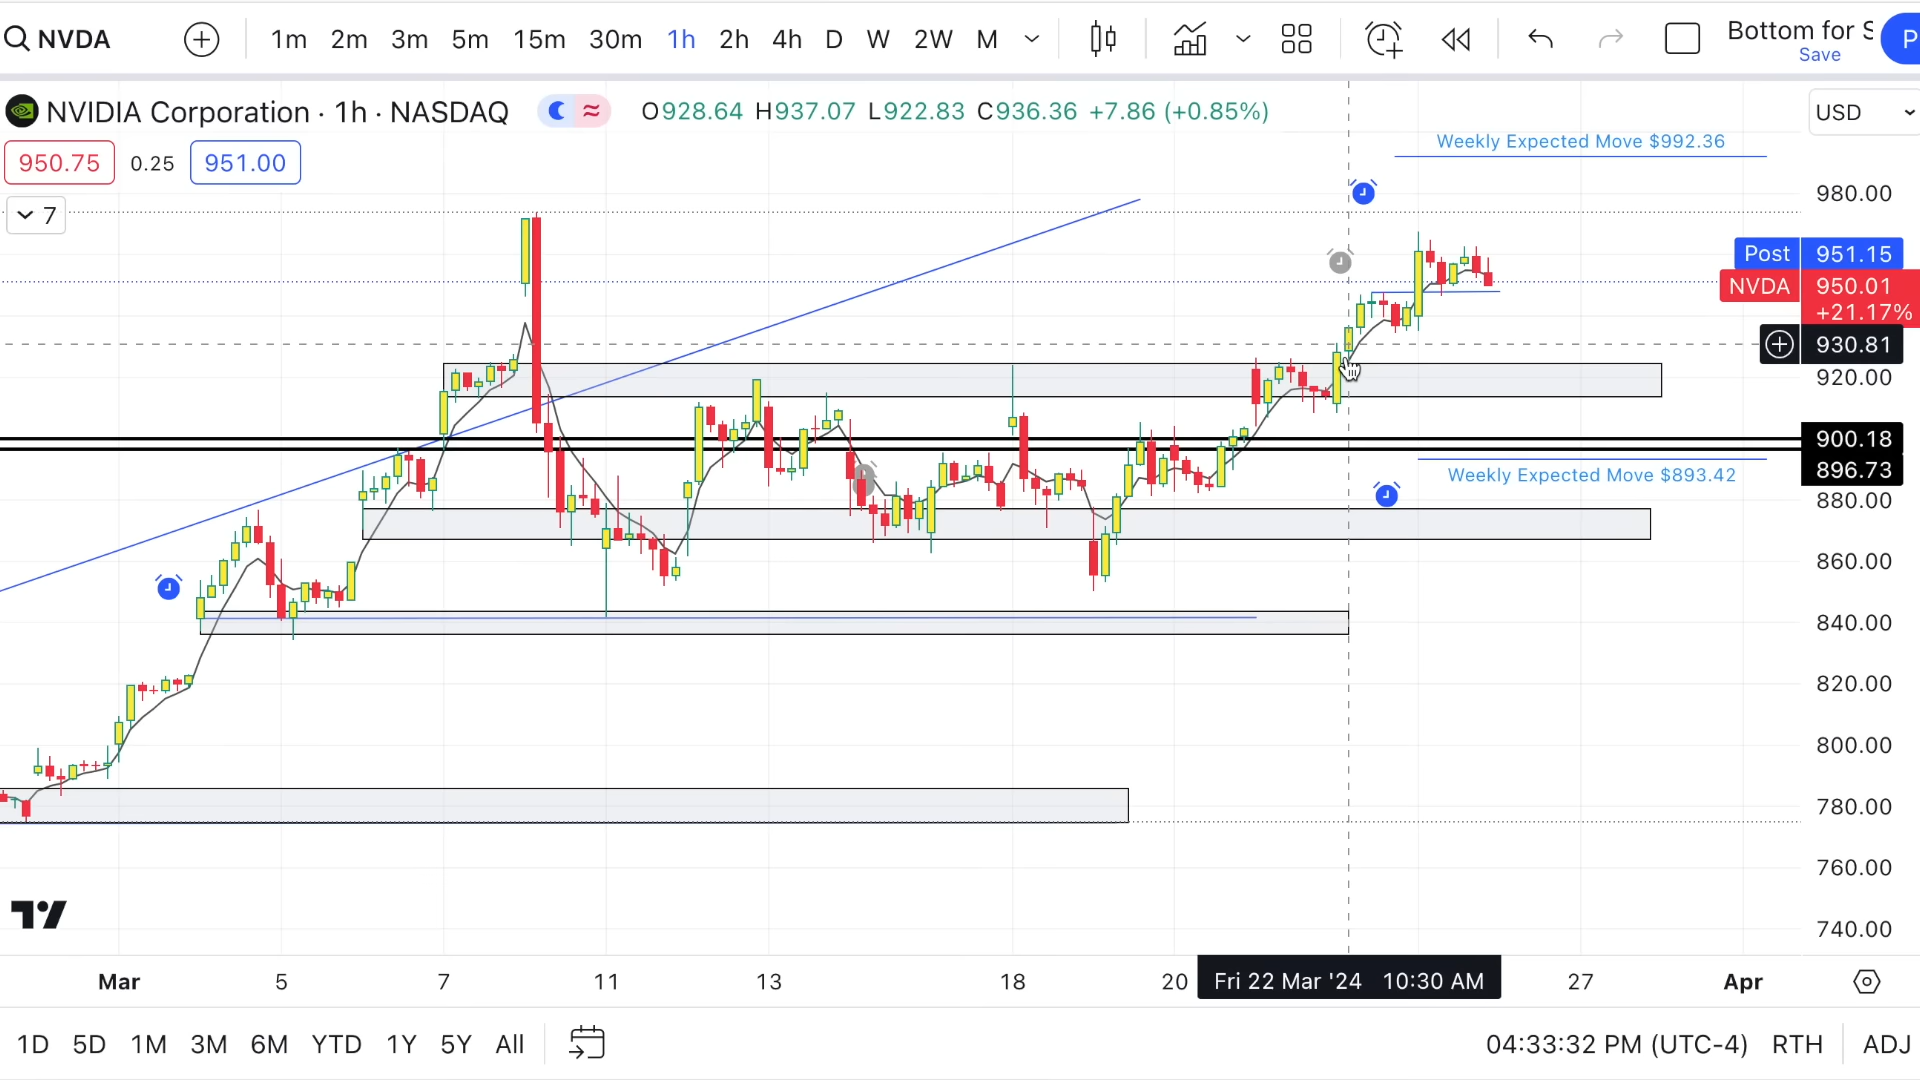 NVDA 1m 2m 3m 5m 15m 30m 1h 2h 4h D W 2W M Bottom for S P
Save
NVIDIA Corporation · 1h · NASDAQ O928.64 H937.07 L922.83 C936.36 +7.86 (+0.85%) USD
Weekly Expected Move $992.36
950.75 0.25 951.00
980.00
7
Post 951.15
NVDA 950.01
+21.17%
930.81
920.00
900.18
896.73
Weekly Expected Move $893.42
880.00
860.00
840.00
820.00
800.00
780.00
760.00
740.00
Mar 5 7 11 13 18 20 Fri 22 Mar '24 10:30 AM 27 Apr
1D 5D 1M 3M 6M YTD 1Y 5Y All 04:33:32 PM (UTC-4) RTH ADJ